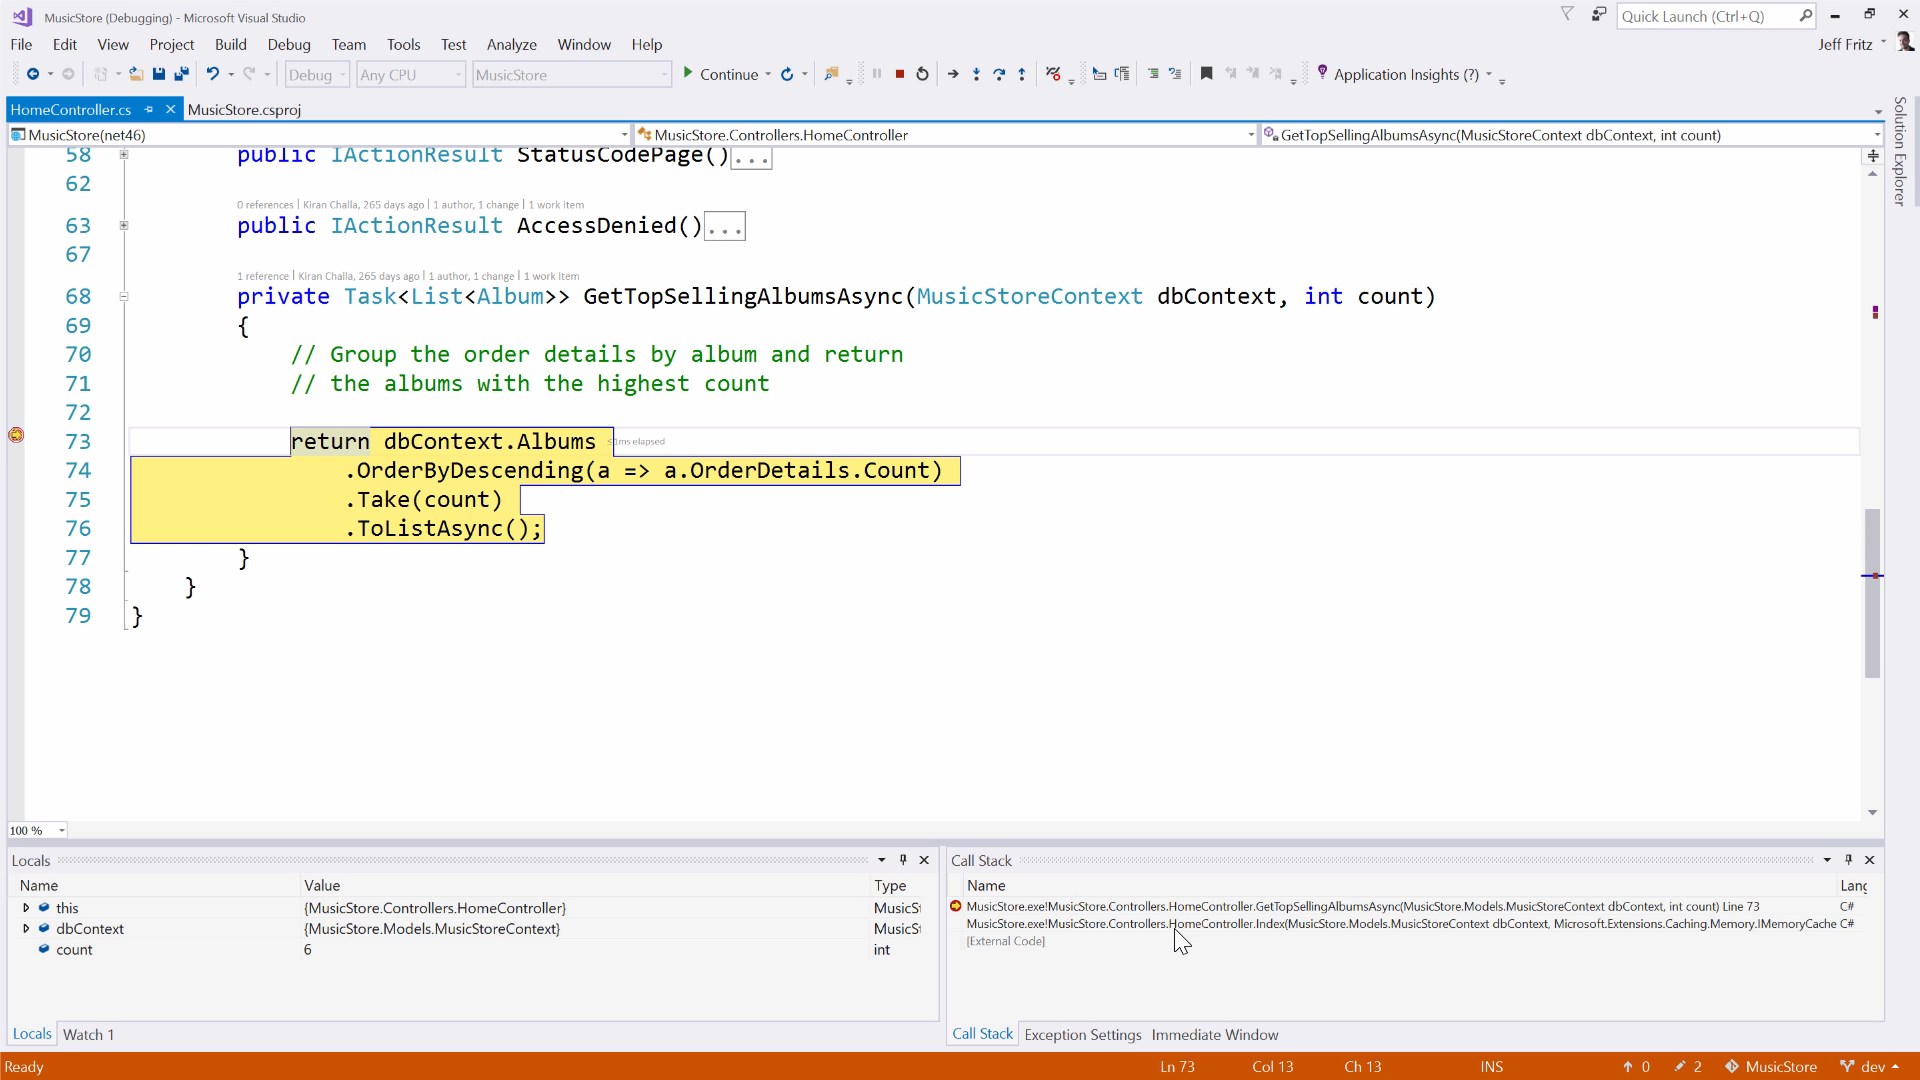 MusicStore (Debugging) - Microsoft Visual Studio
Quick Launch (Ctrl+Q)
File Edit View Project Build Debug Team Tools Test Analyze Window Help
Jeff Fritz
Debug Any CPU MusicStore Continue Application Insights (?)
HomeController.cs MusicStore.csproj
MusicStore(net46) MusicStore.Controllers.HomeController GetTopSellingAlbumsAsync(MusicStoreContext dbContext, int count)
Solution Explorer
58 public IActionResult StatusCodePage()...
62
0 references | Kiran Challa, 265 days ago | 1 author, 1 change | 1 work item
63 public IActionResult AccessDenied()...
67
1 reference | Kiran Challa, 265 days ago | 1 author, 1 change | 1 work item
68 private Task<List<Album>> GetTopSellingAlbumsAsync(MusicStoreContext dbContext, int count)
69 {
70 // Group the order details by album and return
71 // the albums with the highest count
72
73 return dbContext.Albums ≤1ms elapsed
74 .OrderByDescending(a => a.OrderDetails.Count)
75 .Take(count)
76 .ToListAsync();
77 }
78 }
79 }
100 %
Locals
Name Value Type
this {MusicStore.Controllers.HomeController} MusicSt
dbContext {MusicStore.Models.MusicStoreContext} MusicSt
count 6 int
Locals Watch 1
Call Stack
Name Lang
MusicStore.exe!MusicStore.Controllers.HomeController.GetTopSellingAlbumsAsync(MusicStore.Models.MusicStoreContext dbContext, int count) Line 73 C#
MusicStore.exe!MusicStore.Controllers.HomeController.Index(MusicStore.Models.MusicStoreContext dbContext, Microsoft.Extensions.Caching.Memory.IMemoryCache C#
[External Code]
Call Stack Exception Settings Immediate Window
Ready Ln 73 Col 13 Ch 13 INS 0 2 MusicStore dev